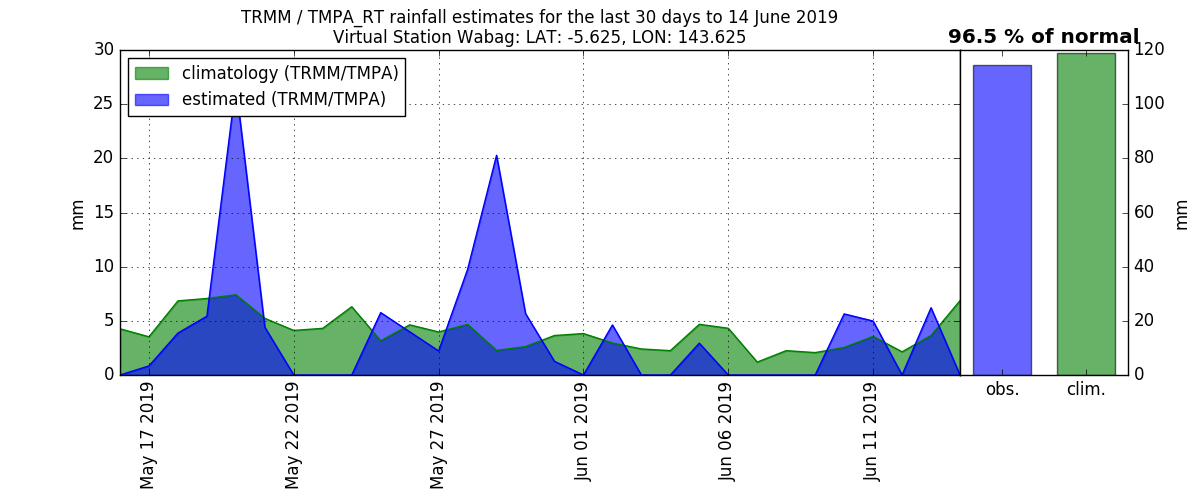 TRMM / TMPA_RT rainfall estimates for the last 30 days to 14 June 2019
Virtual Station Wabag: LAT: -5.625, LON: 143.625
96.5 % of normal
climatology (TRMM/TMPA)
estimated (TRMM/TMPA)
30
25
20
15
10
5
0
mm
May 17 2019
May 22 2019
May 27 2019
Jun 01 2019
Jun 06 2019
Jun 11 2019
120
100
80
60
40
20
0
mm
obs.
clim.